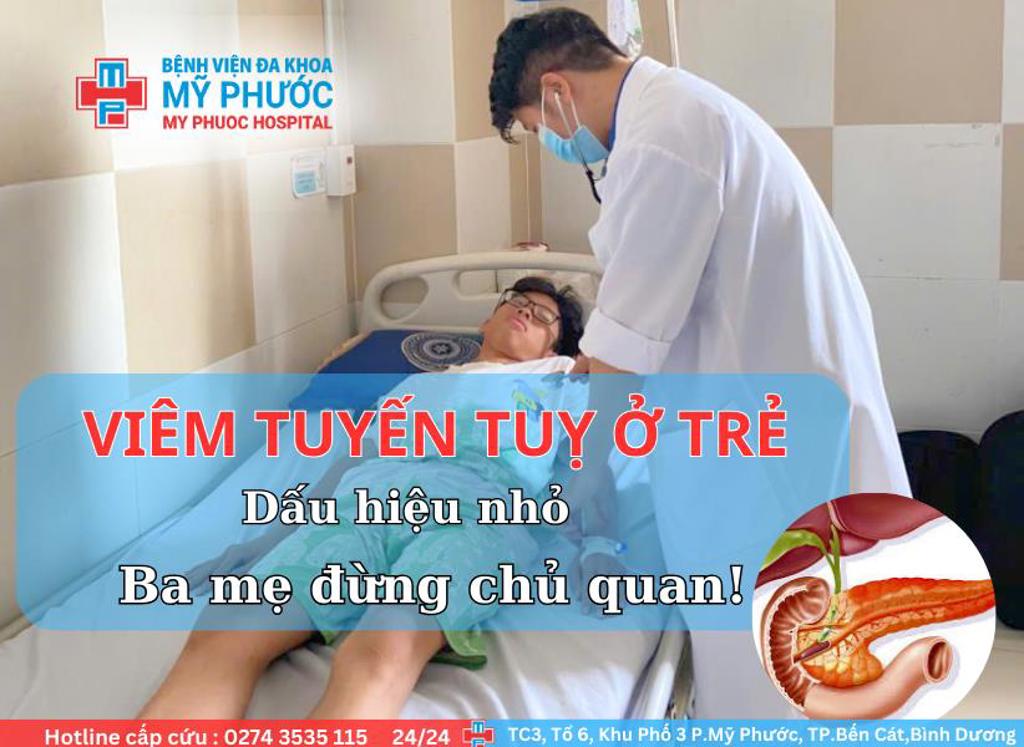 BỆNH VIỆN ĐA KHOA
MỸ PHƯỚC
MY PHUOC HOSPITAL
VIÊM TUYẾN TUỴ Ở TRẺ
Dấu hiệu nhỏ
Ba mẹ đừng chủ quan!
Hotline cấp cứu : 0274 3535 115 24/24
TC3, Tổ 6, Khu Phố 3 P.Mỹ Phước, TP.Bến Cát,Bình Dương